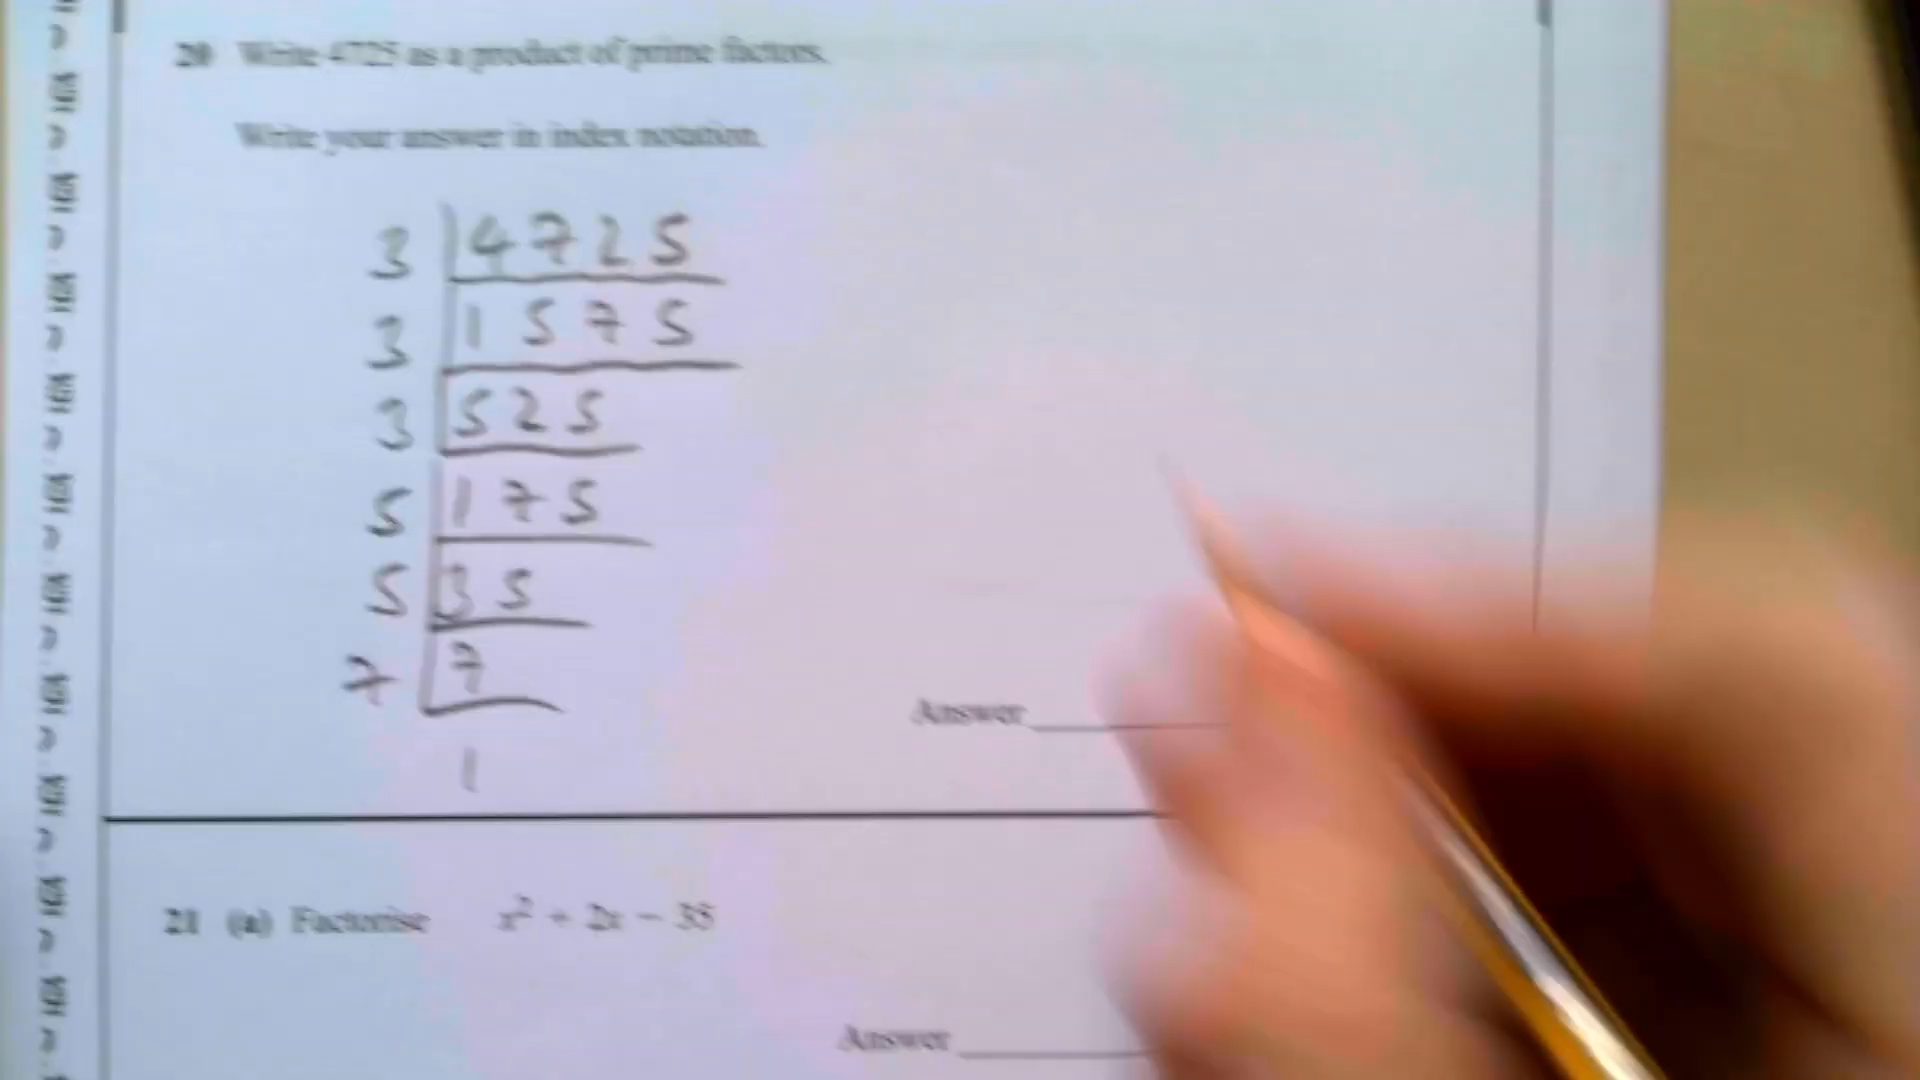 20 Write 4725 as a product of prime factors.
Write your answer in index notation.
3 4725
3 1575
3 525
5 175
5 35
7 7
1
Answer
21 (a) Factorise x² + 2x − 35
Answer